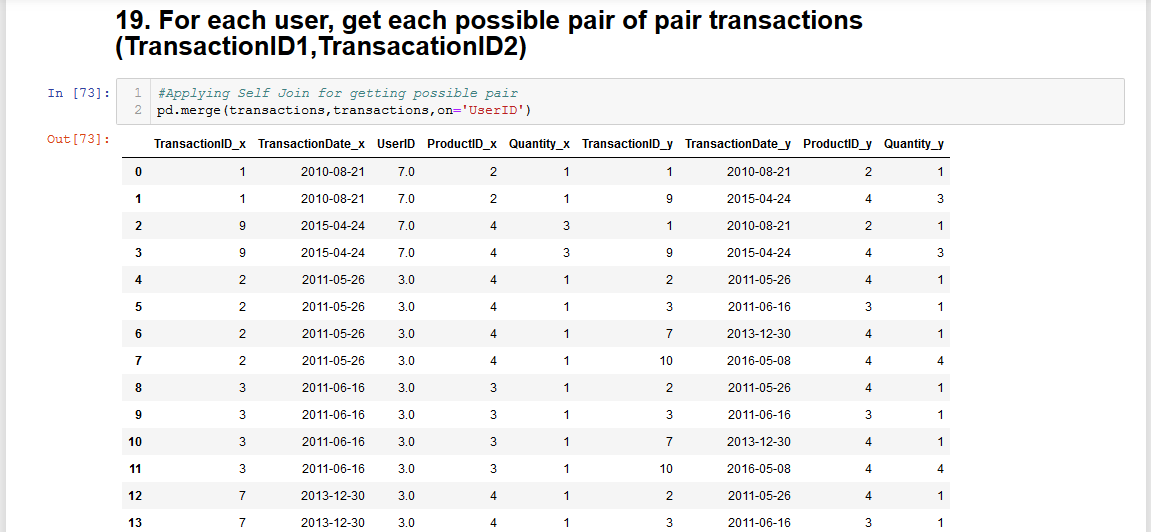 19. For each user, get each possible pair of pair transactions
(TransactionID1,TransacationID2)
In [73]:
1 #Applying Self Join for getting possible pair
2 pd.merge(transactions,transactions,on='UserID')
Out[73]:
TransactionID_x TransactionDate_x UserID ProductID_x Quantity_x TransactionID_y TransactionDate_y ProductID_y Quantity_y
0 1 2010-08-21 7.0 2 1 1 2010-08-21 2 1
1 1 2010-08-21 7.0 2 1 9 2015-04-24 4 3
2 9 2015-04-24 7.0 4 3 1 2010-08-21 2 1
3 9 2015-04-24 7.0 4 3 9 2015-04-24 4 3
4 2 2011-05-26 3.0 4 1 2 2011-05-26 4 1
5 2 2011-05-26 3.0 4 1 3 2011-06-16 3 1
6 2 2011-05-26 3.0 4 1 7 2013-12-30 4 1
7 2 2011-05-26 3.0 4 1 10 2016-05-08 4 4
8 3 2011-06-16 3.0 3 1 2 2011-05-26 4 1
9 3 2011-06-16 3.0 3 1 3 2011-06-16 3 1
10 3 2011-06-16 3.0 3 1 7 2013-12-30 4 1
11 3 2011-06-16 3.0 3 1 10 2016-05-08 4 4
12 7 2013-12-30 3.0 4 1 2 2011-05-26 4 1
13 7 2013-12-30 3.0 4 1 3 2011-06-16 3 1